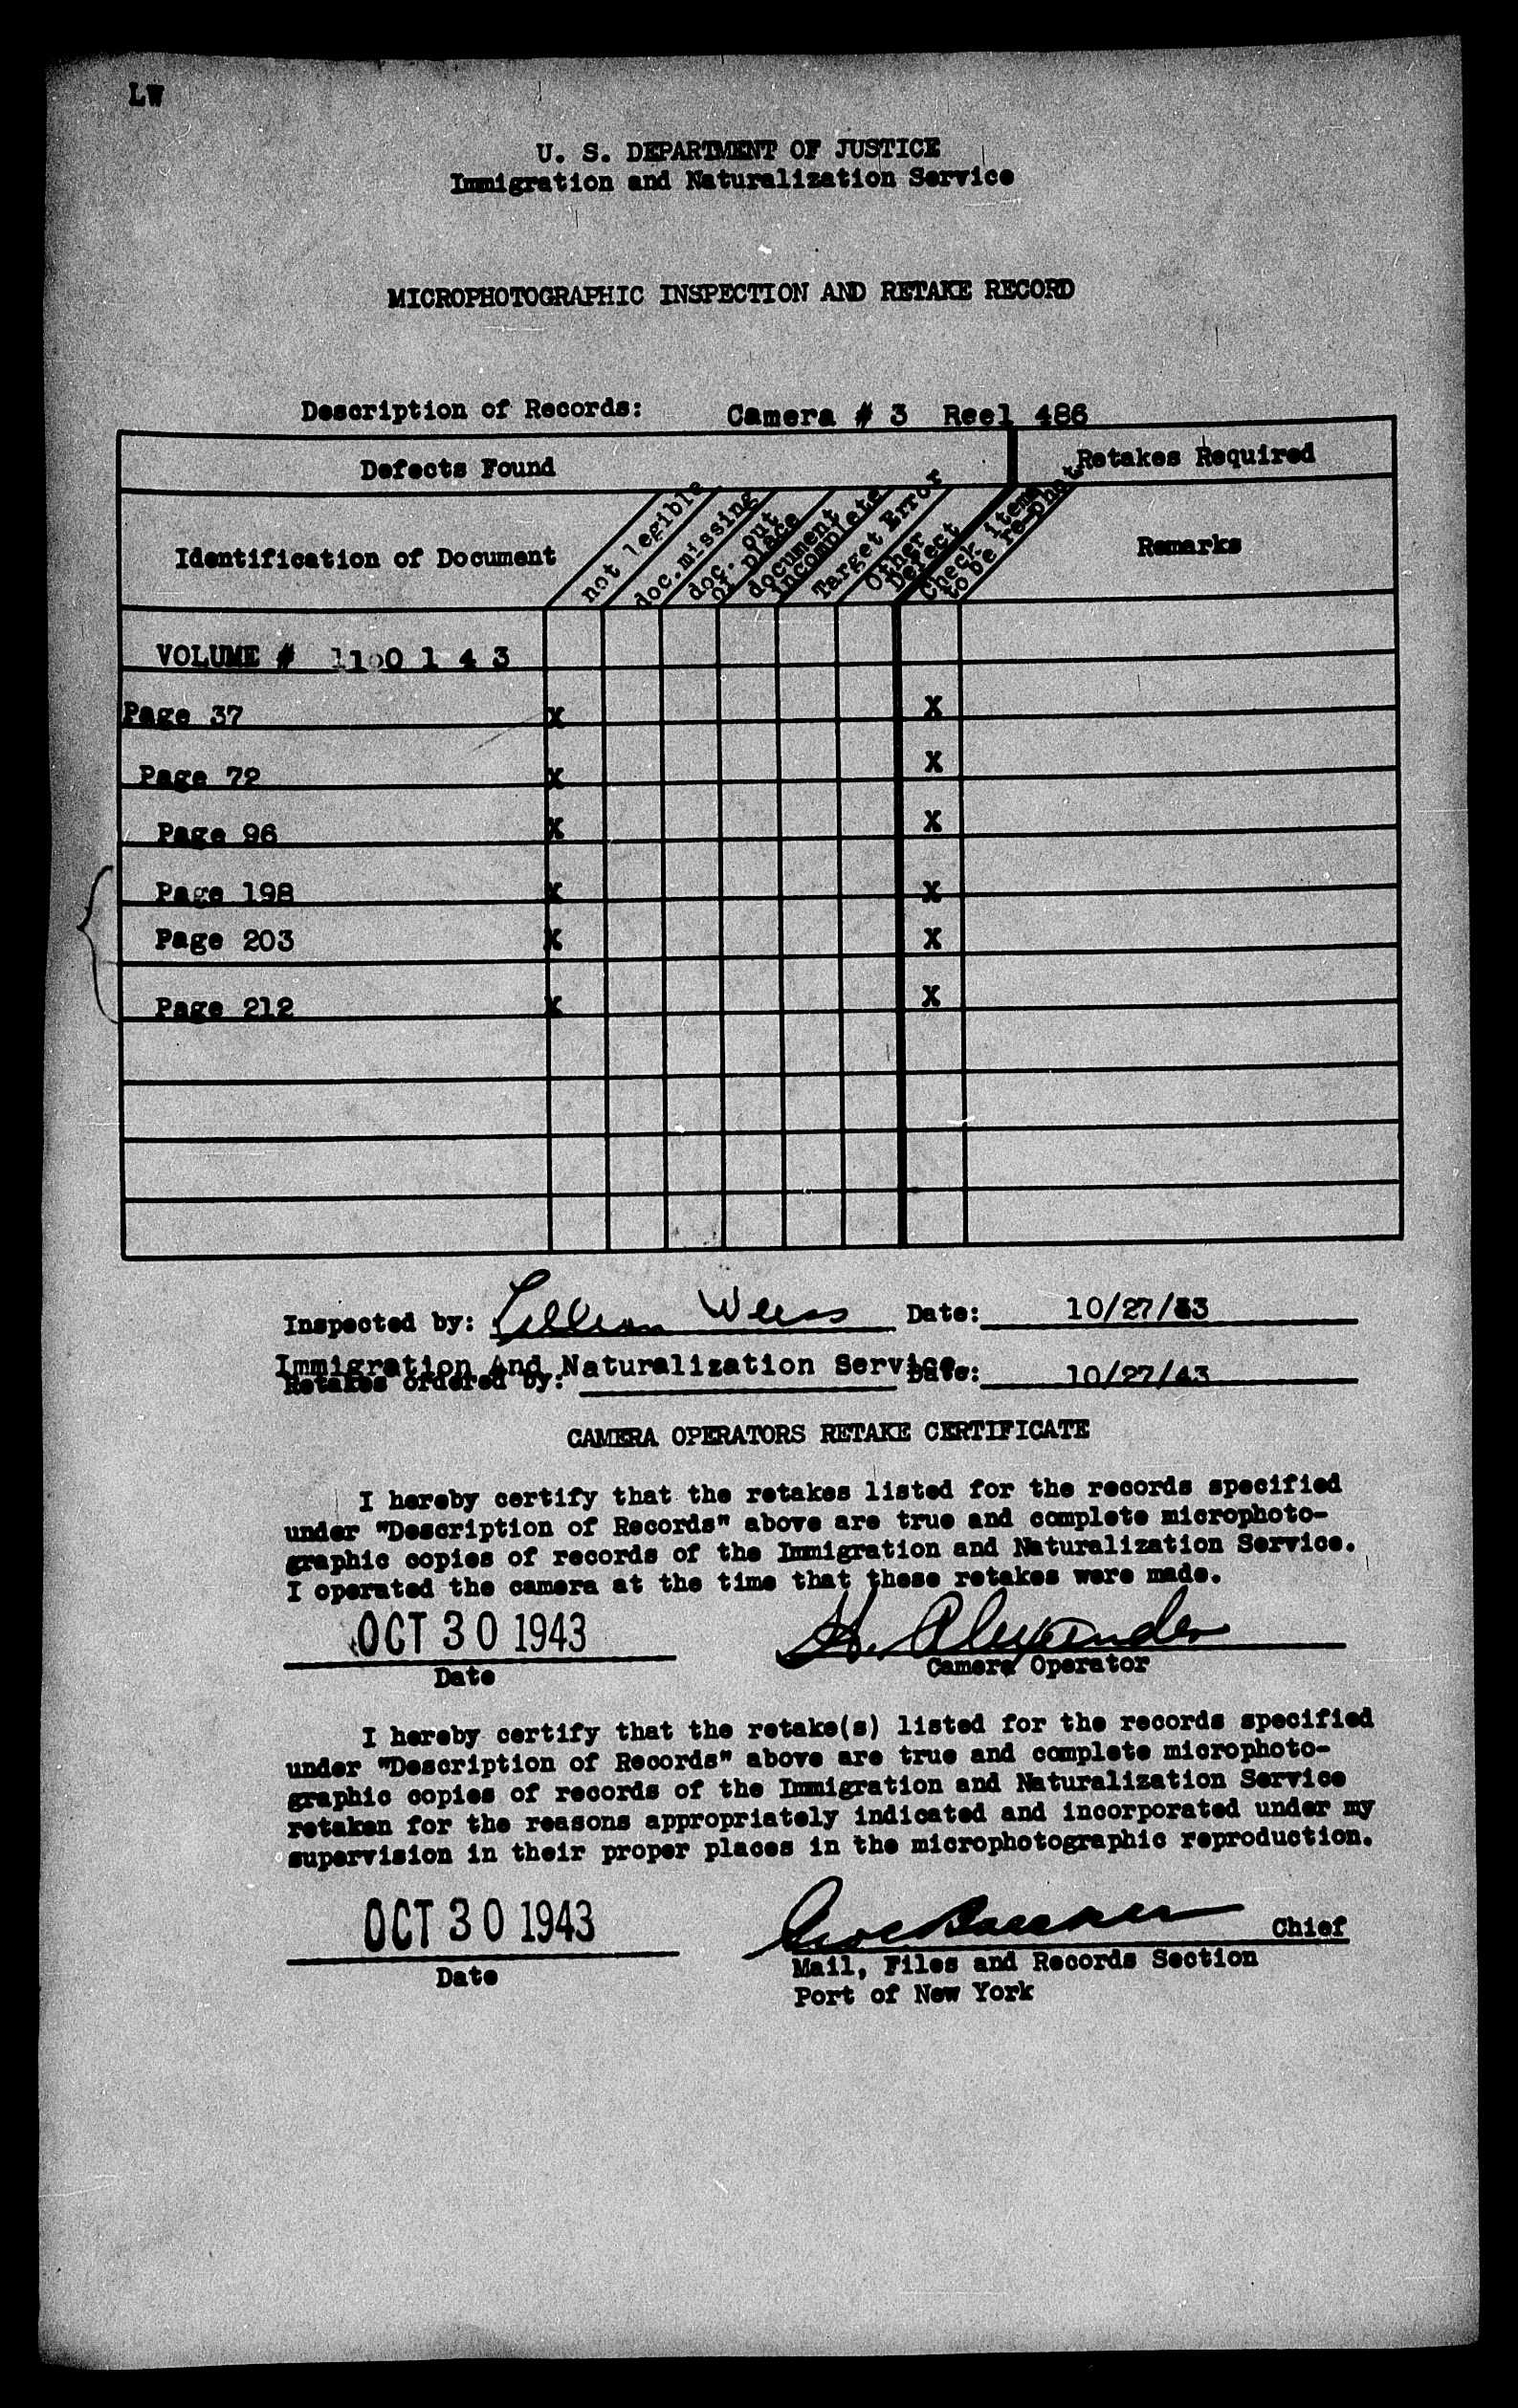 LW
U. S. DEPARTMENT OF JUSTICE
Immigration and Naturalization Service
MICROPHOTOGRAPHIC INSPECTION AND RETAKE RECORD
Description of Records: Camera # 3 Reel 486
Defects Found
Retakes Required
Identification of Document
not legible
doc.missing
doc. out
of place
document
incomplete
Target Error
Other
Defect
Check items
to be re-phot.
Remarks
VOLUME # 1 4 3
Page 37 X X
Page 72 X X
Page 96 X X
Page 198 X X
Page 203 X X
Page 212 X X
Inspected by: Lillian Weiss Date: 10/27/
Immigration And Naturalization Service
Retakes ordered by: Date: 10/27/43
CAMERA OPERATORS RETAKE CERTIFICATE
I hereby certify that the retakes listed for the records specified
under "Description of Records" above are true and complete microphoto-
graphic copies of records of the Immigration and Naturalization Service.
I operated the camera at the time that these retakes were made.
OCT 30 1943 H. Alexander
Date Camera Operator
I hereby certify that the retake(s) listed for the records specified
under "Description of Records" above are true and complete microphoto-
graphic copies of records of the Immigration and Naturalization Service
retaken for the reasons appropriately indicated and incorporated under my
supervision in their proper places in the microphotographic reproduction.
OCT 30 1943 Chief
Date Mail, Files and Records Section
Port of New York